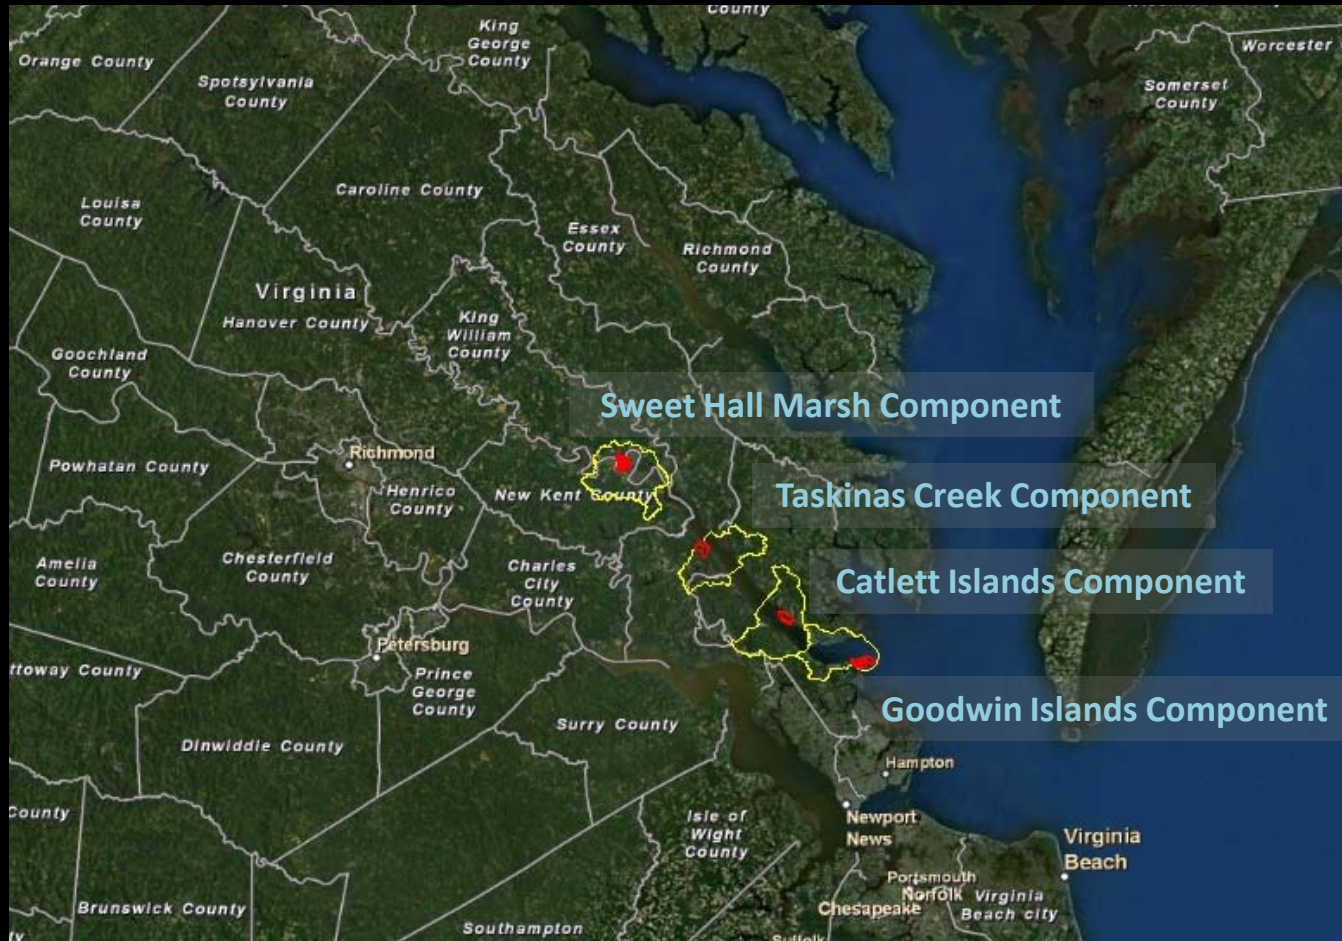 County
King
George
County
Worcester
Orange County
Spotsylvania
County
Somerset
County
Caroline County
Louisa
County
Essex
County
Richmond
County
Virginia
Hanover County
King
William
County
Goochland
County
Sweet Hall Marsh Component
Richmond
Powhatan County
Henrico
County
New Kent County
Taskinas Creek Component
Amelia
County
Chesterfield
County
Charles
City
County
Catlett Islands Component
Petersburg
ttoway County
Prince
George
County
Goodwin Islands Component
Surry County
Dinwiddie County
Hampton
County
Isle of
Wight
County
Newport
News
Virginia
Beach
Portsmouth
Norfolk
Chesapeake
Virginia
Beach city
Brunswick County
Southampton
Suffolk
ty